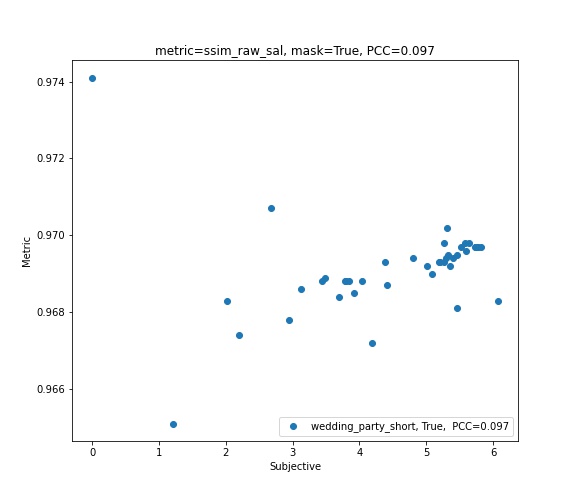 metric=ssim_raw_sal, mask=True, PCC=0.097
0.974
0.972
0.970
0.968
0.966
Metric
0 1 2 3 4 5 6
Subjective
wedding_party_short, True,  PCC=0.097